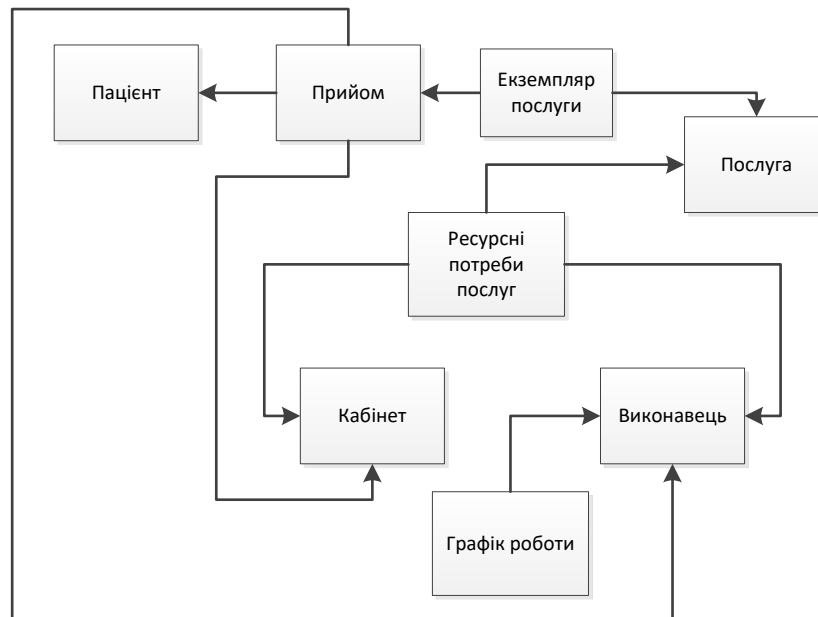 Пацієнт
Прийом
Екземпляр
послуги
Послуга
Ресурсні
потреби
послуг
Кабінет
Виконавець
Графік роботи